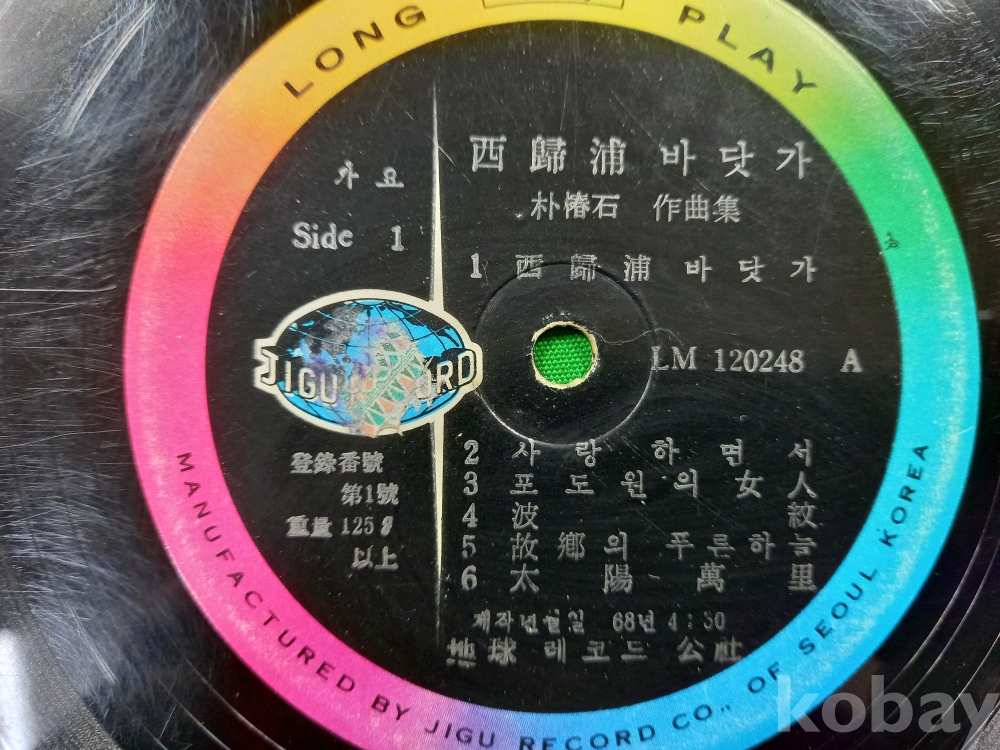 LONG PLAY
가요
Side 1
西歸浦 바닷가
朴椿石 作曲集
1 西歸浦 바닷가
JIGU ORD
LM 120248 A
登錄番號
第1號
重量 125g
以上
2 사랑하면서
3 포도원의 女人
4 波紋
5 故鄕의 푸른하늘
6 太陽萬里
제작년월일 68년 4:30
地球 레코드 公社
MANUFACTURED BY JIGU RECORD CO., OF SEOUL KOREA
kobay